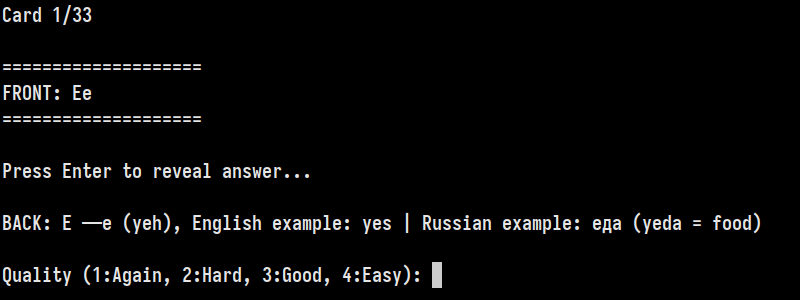 Card 1/33
====================
FRONT: Ее
====================
Press Enter to reveal answer...
BACK: Е ——е (yeh), English example: yes | Russian example: еда (yeda = food)
Quality (1:Again, 2:Hard, 3:Good, 4:Easy):